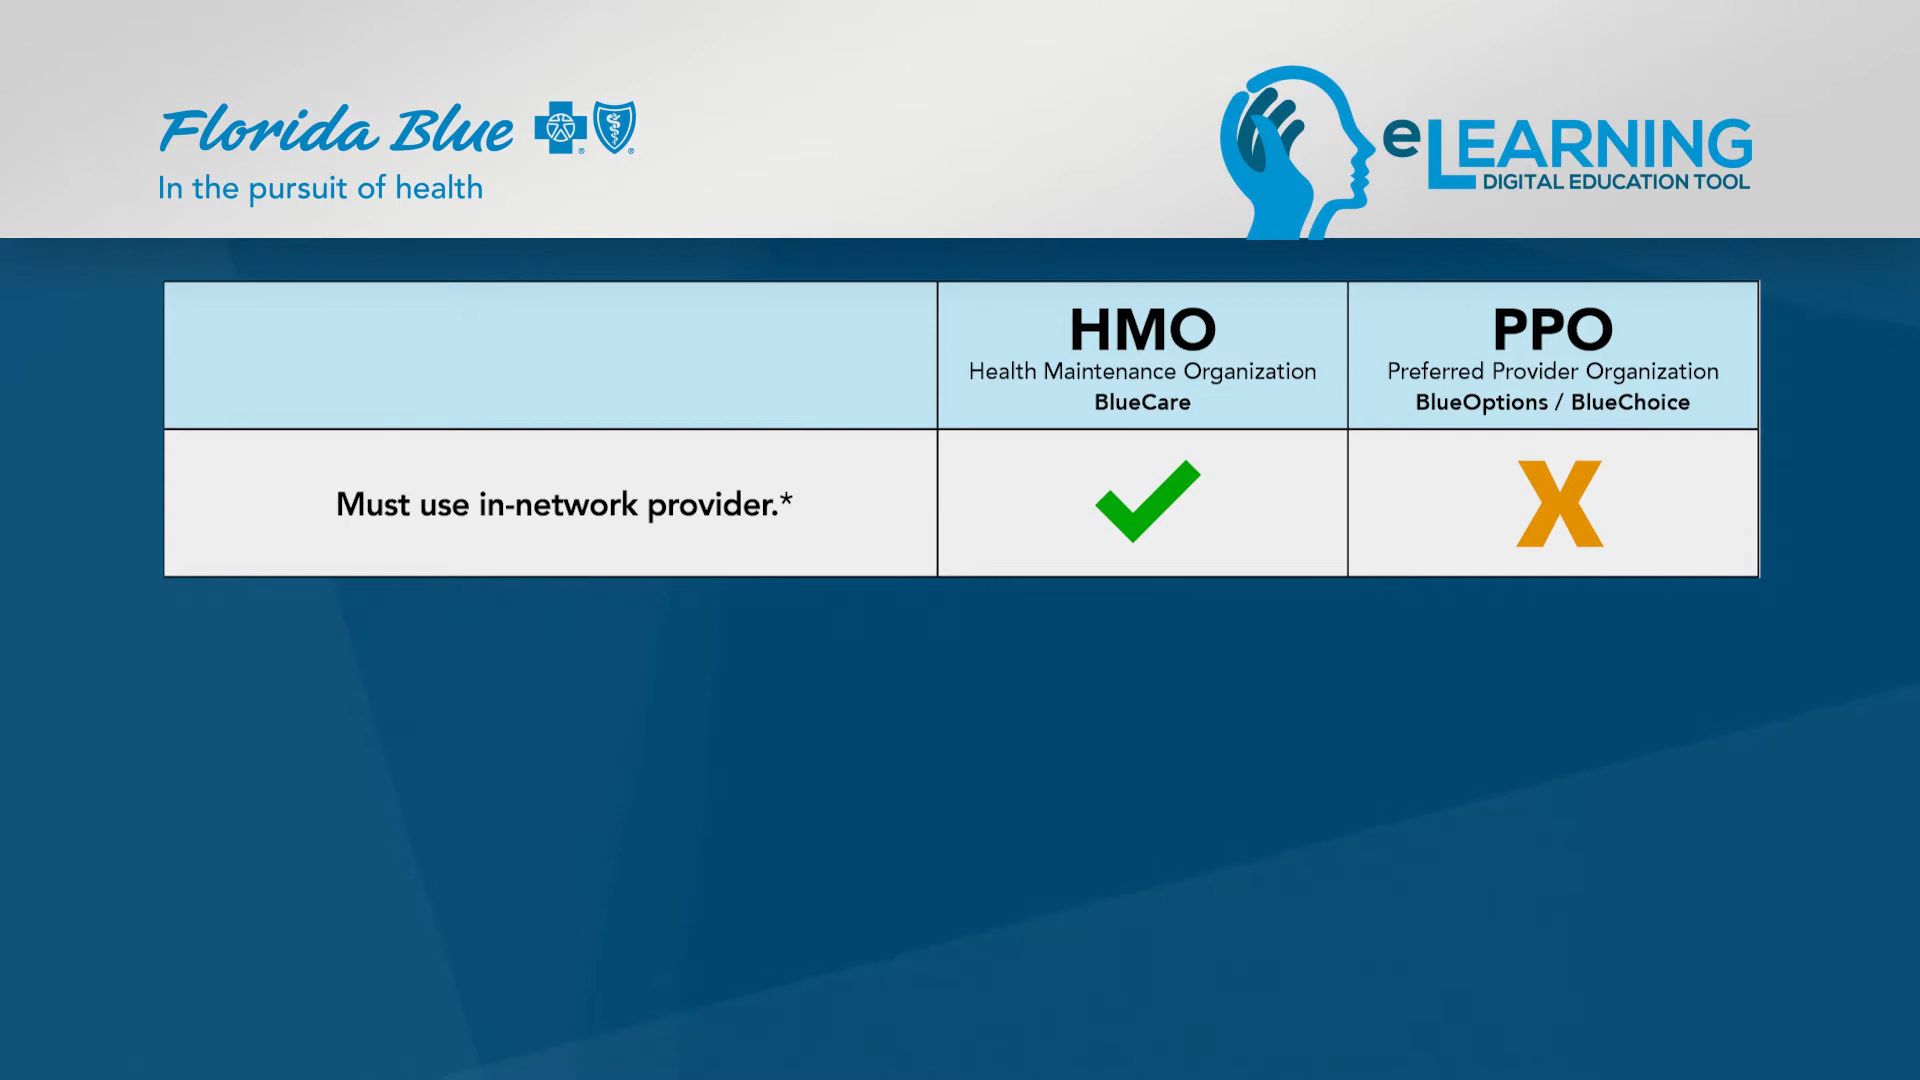 Florida Blue
In the pursuit of health
eLEARNING
DIGITAL EDUCATION TOOL
HMO
Health Maintenance Organization
BlueCare
PPO
Preferred Provider Organization
BlueOptions / BlueChoice
Must use in-network provider.*
X